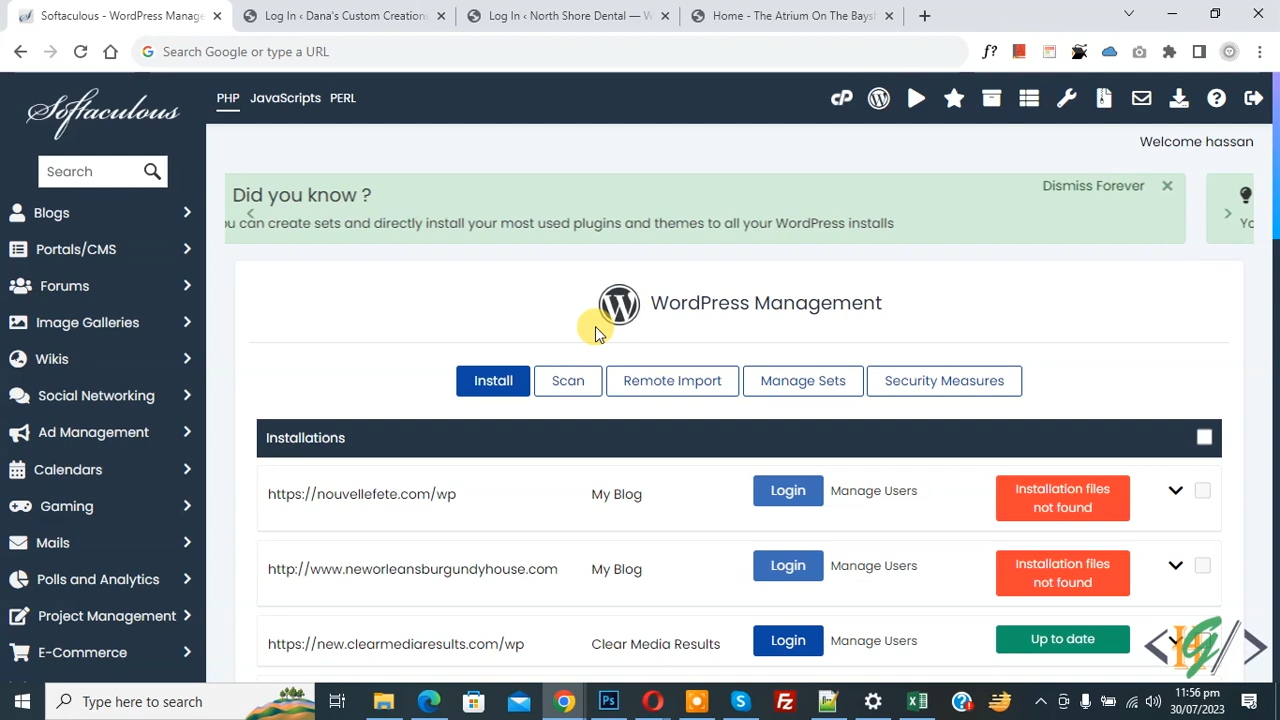 Softaculous - WordPress Manage
Log In ‹ Dana's Custom Creation
Log In ‹ North Shore Dental — W
Home - The Atrium On The Baysh
Search Google or type a URL
f?
Softaculous
PHP
JavaScripts
PERL
cP
Welcome hassan
Search
Did you know ?
Dismiss Forever
ou can create sets and directly install your most used plugins and themes to all your WordPress installs
Yo
Blogs
Portals/CMS
Forums
Image Galleries
Wikis
Social Networking
Ad Management
Calendars
Gaming
Mails
Polls and Analytics
Project Management
E-Commerce
WordPress Management
Install
Scan
Remote Import
Manage Sets
Security Measures
Installations
https://nouvellefete.com/wp
My Blog
Login
Manage Users
Installation files
not found
http://www.neworleansburgundyhouse.com
My Blog
Login
Manage Users
Installation files
not found
https://new.clearmediaresults.com/wp
Clear Media Results
Login
Manage Users
Up to date
Type here to search
Ps
11:56 pm
30/07/2023